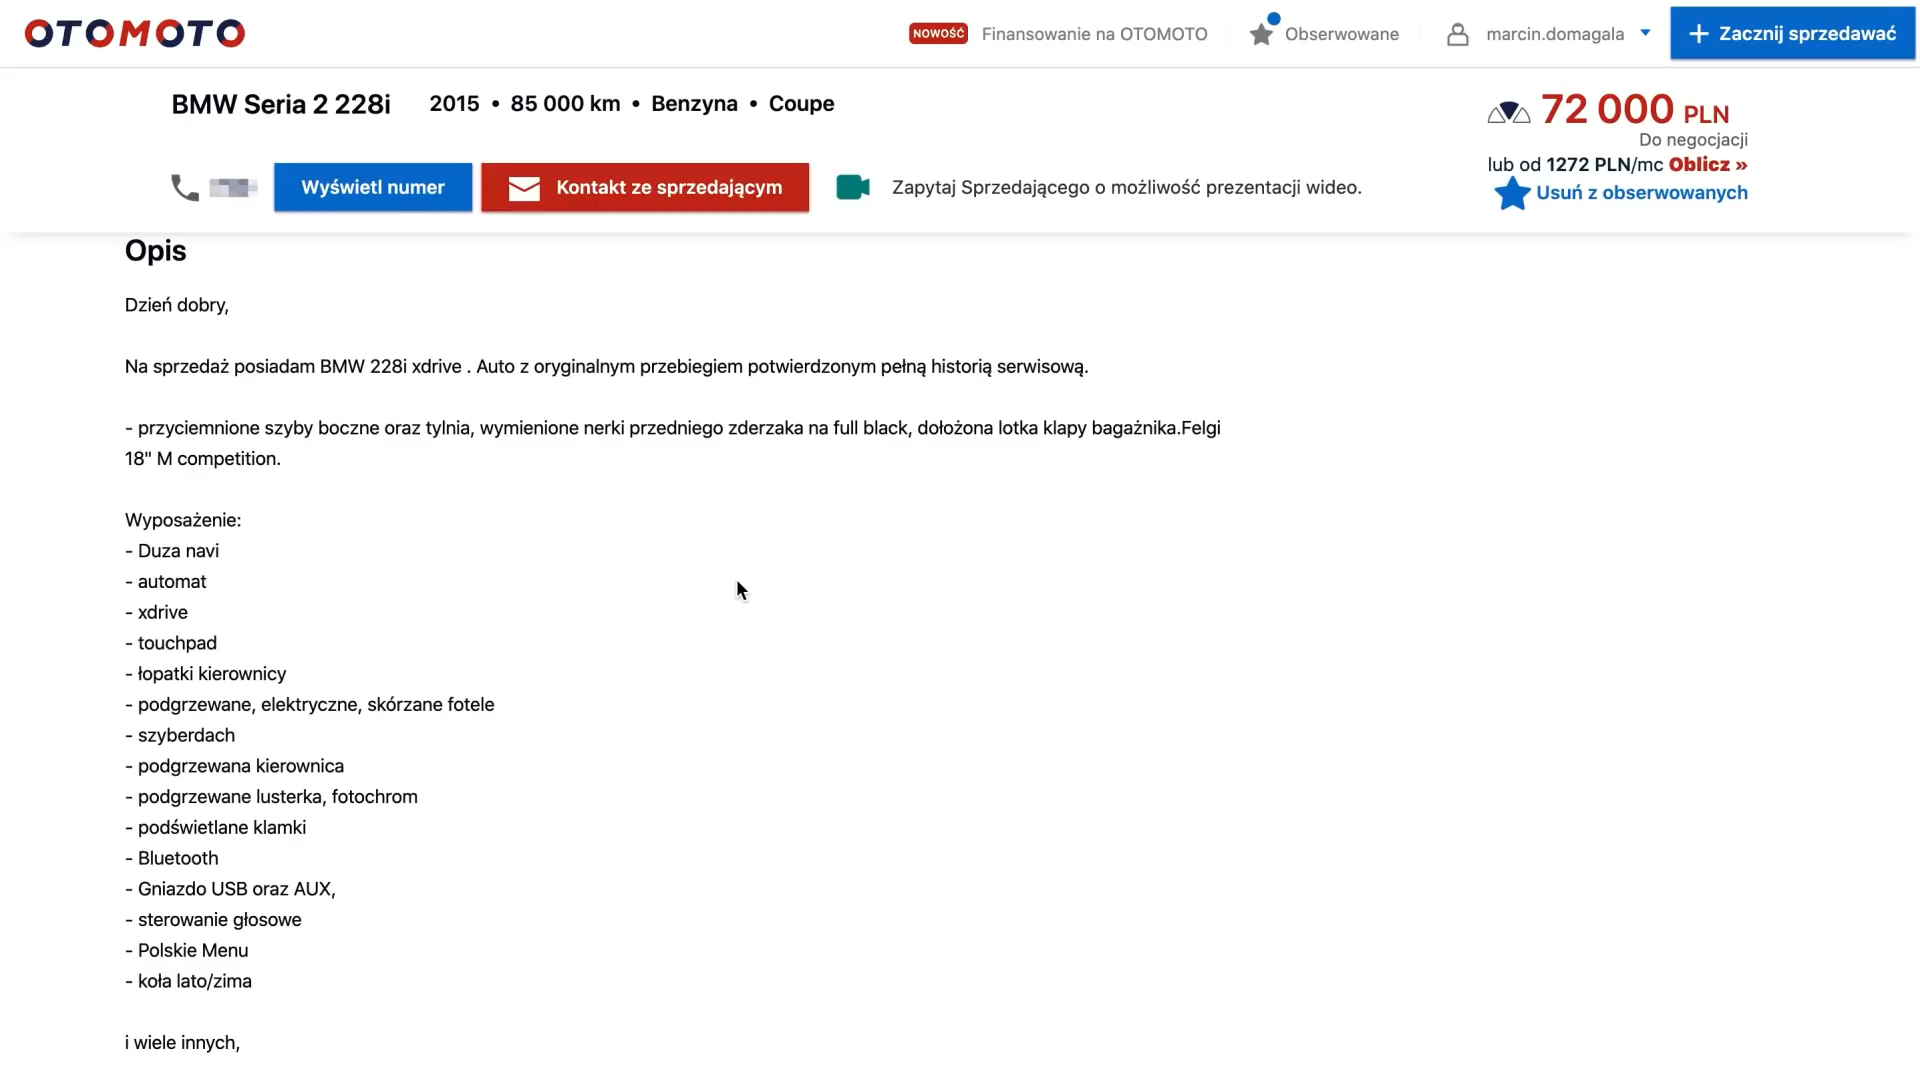 OTOMOTO
NOWOŚĆ Finansowanie na OTOMOTO Obserwowane marcin.domagala + Zacznij sprzedawać
BMW Seria 2 228i 2015 • 85 000 km • Benzyna • Coupe
72 000 PLN
Do negocjacji
lub od 1272 PLN/mc Oblicz »
Wyświetl numer Kontakt ze sprzedającym Zapytaj Sprzedającego o możliwość prezentacji wideo.
Usuń z obserwowanych
Opis
Dzień dobry,
Na sprzedaż posiadam BMW 228i xdrive . Auto z oryginalnym przebiegiem potwierdzonym pełną historią serwisową.
- przyciemnione szyby boczne oraz tylnia, wymienione nerki przedniego zderzaka na full black, dołożona lotka klapy bagażnika.Felgi
18" M competition.
Wyposażenie:
- Duza navi
- automat
- xdrive
- touchpad
- łopatki kierownicy
- podgrzewane, elektryczne, skórzane fotele
- szyberdach
- podgrzewana kierownica
- podgrzewane lusterka, fotochrom
- podświetlane klamki
- Bluetooth
- Gniazdo USB oraz AUX,
- sterowanie głosowe
- Polskie Menu
- koła lato/zima
i wiele innych,